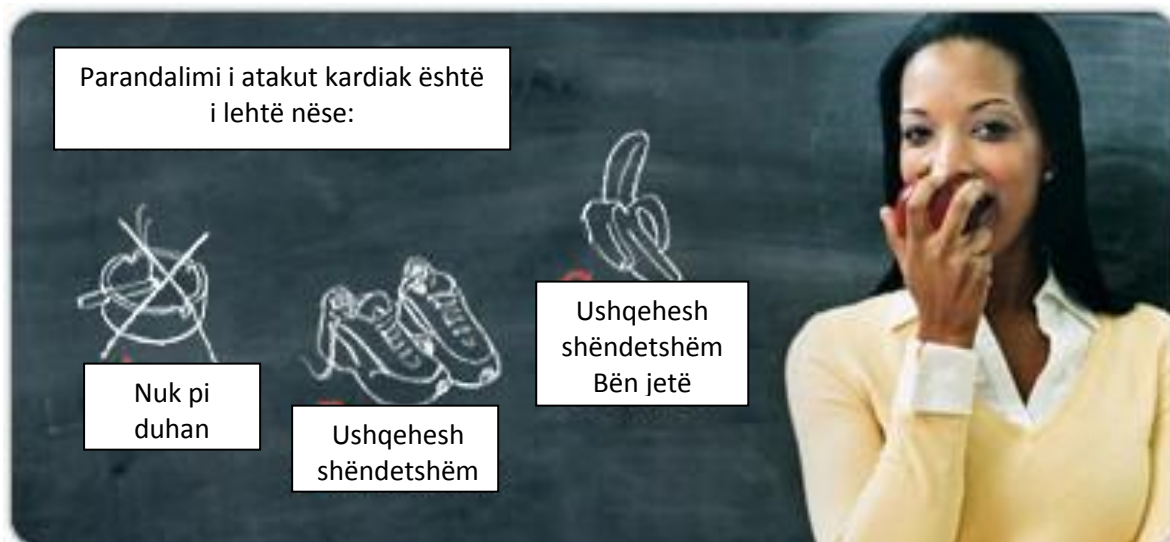 Parandalimi i atakut kardiak është
i lehtë nëse:
Nuk pi
duhan
Ushqehesh
shëndetshëm
Ushqehesh
shëndetshëm
Bën jetë